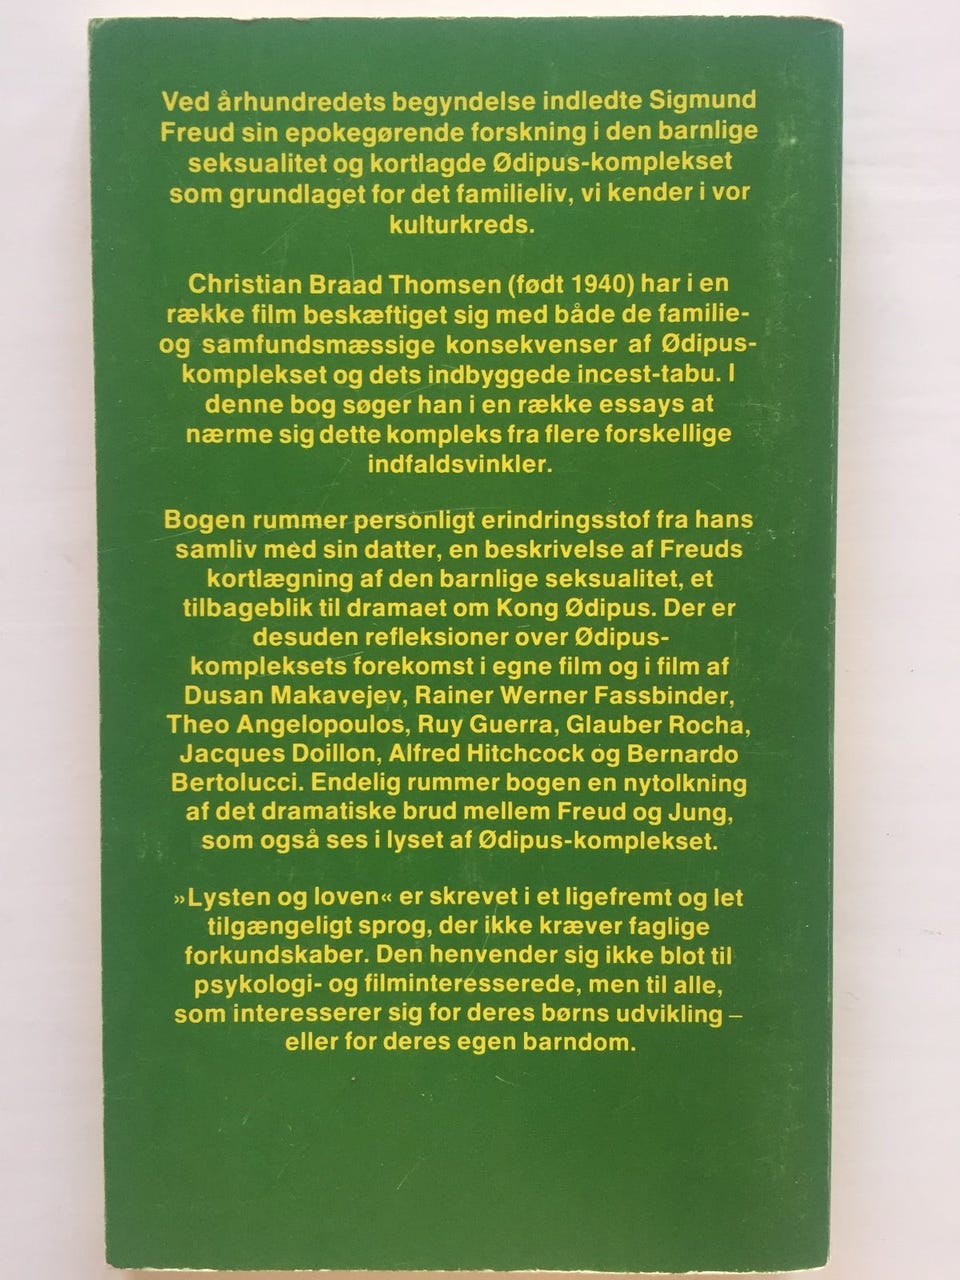 Ved århundredets begyndelse indledte Sigmund
Freud sin epokegørende forskning i den barnlige
seksualitet og kortlagde Ødipus-komplekset
som grundlaget for det familieliv, vi kender i vor
kulturkreds.
Christian Braad Thomsen (født 1940) har i en
række film beskæftiget sig med både de familie-
og samfundsmæssige konsekvenser af Ødipus-
komplekset og dets indbyggede incest-tabu. I
denne bog søger han i en række essays at
nærme sig dette kompleks fra flere forskellige
indfaldsvinkler.
Bogen rummer personligt erindringsstof fra hans
samliv med sin datter, en beskrivelse af Freuds
kortlægning af den barnlige seksualitet, et
tilbageblik til dramaet om Kong Ødipus. Der er
desuden refleksioner over Ødipus-
kompleksets forekomst i egne film og i film af
Dusan Makavejev, Rainer Werner Fassbinder,
Theo Angelopoulos, Ruy Guerra, Glauber Rocha,
Jacques Doillon, Alfred Hitchcock og Bernardo
Bertolucci. Endelig rummer bogen en nytolkning
af det dramatiske brud mellem Freud og Jung,
som også ses i lyset af Ødipus-komplekset.
»Lysten og loven« er skrevet i et ligefremt og let
tilgængeligt sprog, der ikke kræver faglige
forkundskaber. Den henvender sig ikke blot til
psykologi- og filminteresserede, men til alle,
som interesserer sig for deres børns udvikling –
eller for deres egen barndom.